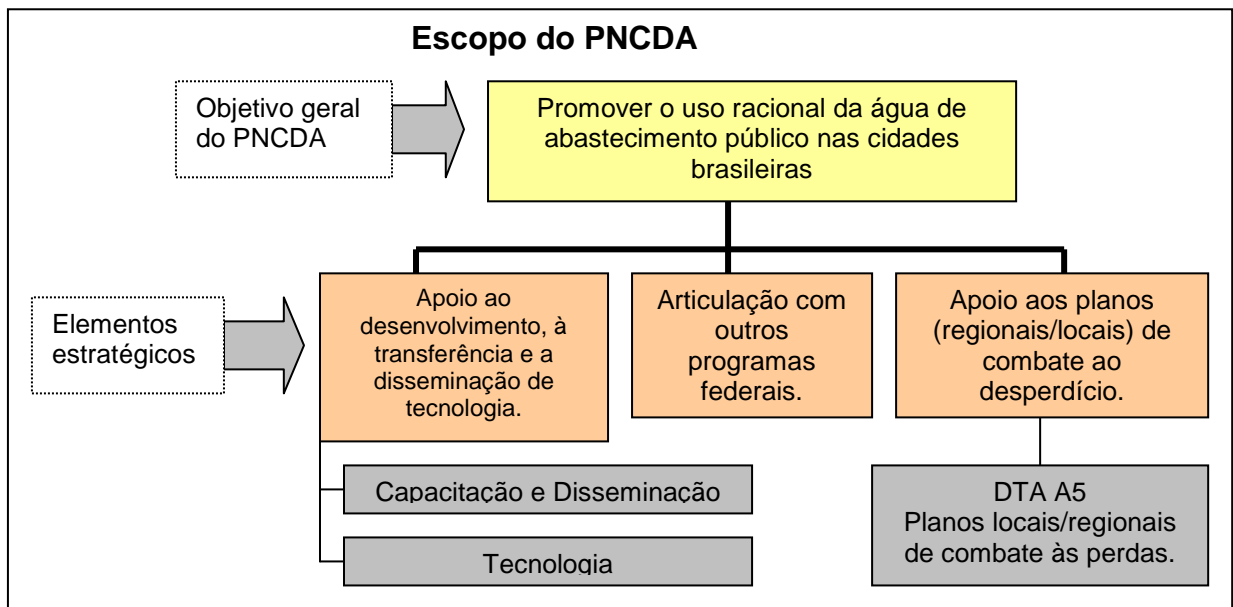 Escopo do PNCDA
Objetivo geral
do PNCDA
Promover o uso racional da água de
abastecimento público nas cidades
brasileiras
Elementos
estratégicos
Apoio ao
desenvolvimento, à
transferência e a
disseminação de
tecnologia.
Articulação com
outros
programas
federais.
Apoio aos planos
(regionais/locais) de
combate ao
desperdício.
Capacitação e Disseminação
Tecnologia
DTA A5
Planos locais/regionais
de combate às perdas.